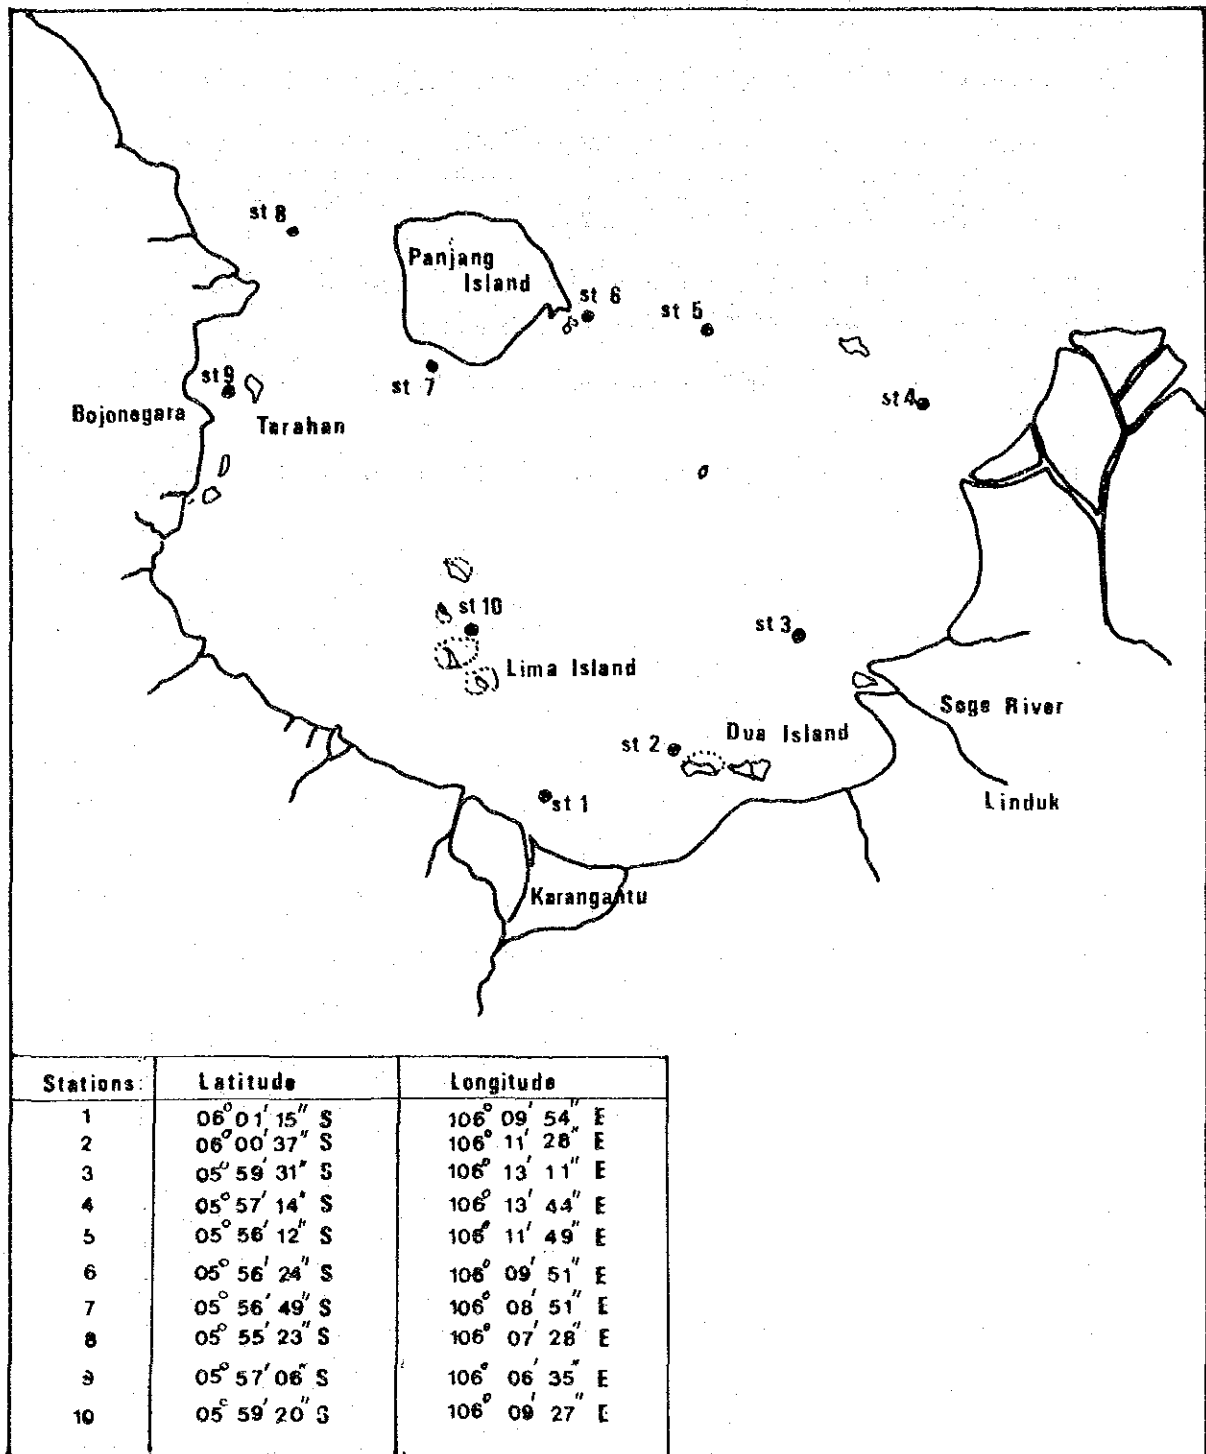 st 8
Panjang
Island
st 6
st 5
st 9
st 7
st 4
Bojonegara
Tarahan
st 10
st 3
Lima Island
Soge River
st 2
Dua Island
Linduk
st 1
Karangahtu
Stations Latitude Longitude
1 06° 01' 15" S 106° 09' 54" E
2 06° 00' 37" S 106° 11' 28" E
3 05° 59' 31" S 106° 13' 11" E
4 05° 57' 14" S 106° 13' 44" E
5 05° 56' 12" S 106° 11' 49" E
6 05° 56' 24" S 106° 09' 51" E
7 05° 56' 49" S 106° 08' 51" E
8 05° 55' 23" S 106° 07' 28" E
9 05° 57' 06" S 106° 06' 35" E
10 05° 59' 20" S 106° 09' 27" E